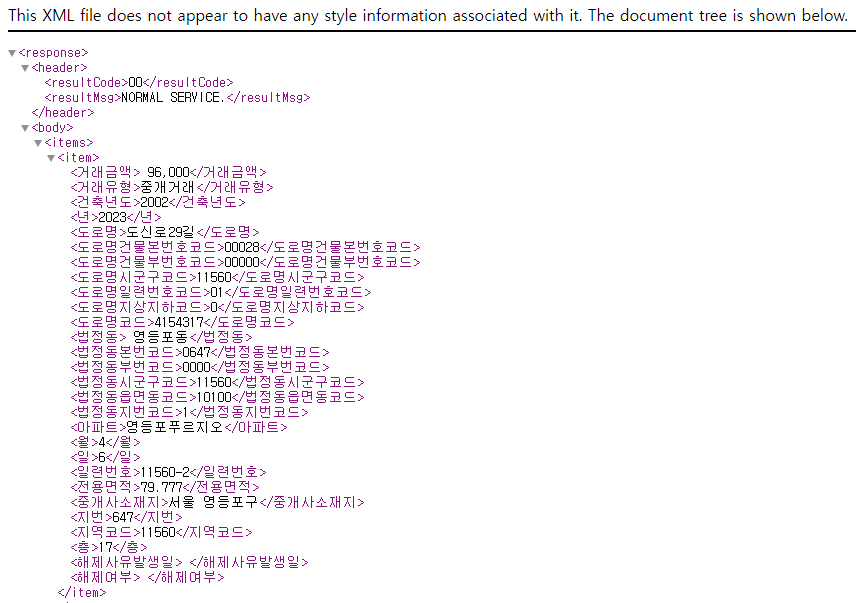 This XML file does not appear to have any style information associated with it. The document tree is shown below.
▼<response>
▼<header>
<resultCode>00</resultCode>
<resultMsg>NORMAL SERVICE.</resultMsg>
</header>
▼<body>
▼<items>
▼<item>
<거래금액> 96,000</거래금액>
<거래유형>중개거래</거래유형>
<건축년도>2002</건축년도>
<년>2023</년>
<도로명>도신로29길</도로명>
<도로명건물본번호코드>00028</도로명건물본번호코드>
<도로명건물부번호코드>00000</도로명건물부번호코드>
<도로명시군구코드>11560</도로명시군구코드>
<도로명일련번호코드>01</도로명일련번호코드>
<도로명지상지하코드>0</도로명지상지하코드>
<도로명코드>4154317</도로명코드>
<법정동> 영등포동</법정동>
<법정동본번코드>0647</법정동본번코드>
<법정동부번코드>0000</법정동부번코드>
<법정동시군구코드>11560</법정동시군구코드>
<법정동읍면동코드>10100</법정동읍면동코드>
<법정동지번코드>1</법정동지번코드>
<아파트>영등포푸르지오</아파트>
<월>4</월>
<일>6</일>
<일련번호>11560-2</일련번호>
<전용면적>79.777</전용면적>
<중개사소재지>서울 영등포구</중개사소재지>
<지번>647</지번>
<지역코드>11560</지역코드>
<층>17</층>
<해제사유발생일> </해제사유발생일>
<해제여부> </해제여부>
</item>